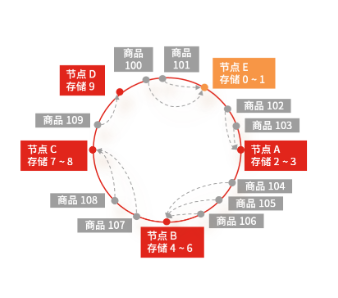 商品
100
商品
101
节点 E
存储 0 ~ 1
节点 D
存储 9
商品 102
商品 109
商品 103
节点 C
存储 7 ~ 8
节点 A
存储 2 ~ 3
商品 104
商品 108
商品 105
商品 107
商品 106
节点 B
存储 4 ~ 6